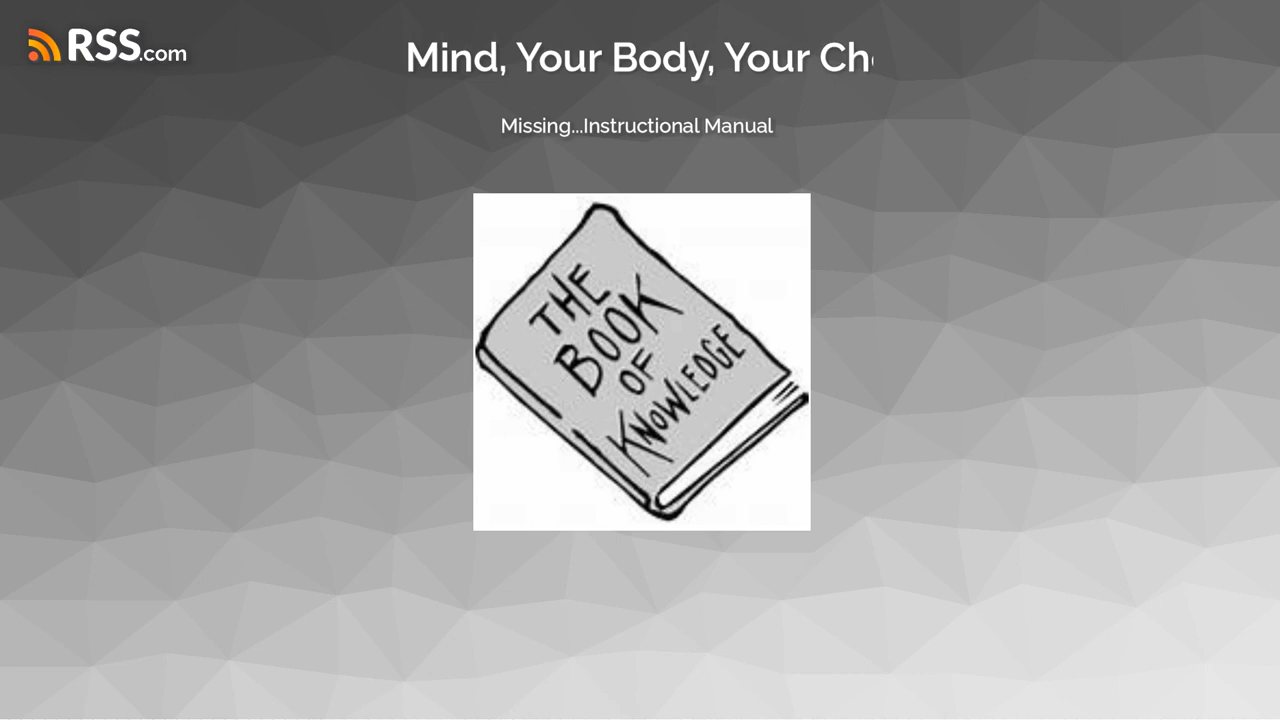 RSS.com
Mind, Your Body, Your Ch
Missing...Instructional Manual
THE
BOOK
OF
KNOWLEDGE